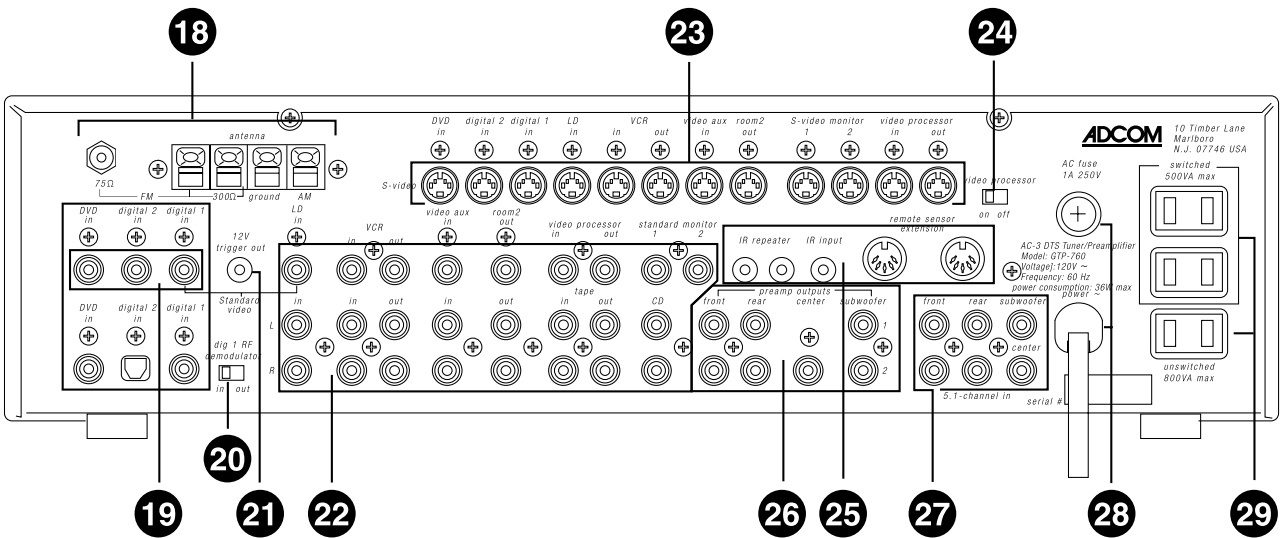 18 23 24
DVD in digital 2 in digital 1 in LD in VCR in out video aux in room2 out S-video monitor 1 2 video processor in out
S-video
video processor
on off
antenna
75Ω
FM 300Ω ground AM
ADCOM
10 Timber Lane
Marlboro
N.J. 07746 USA
AC fuse
1A 250V
switched
500VA max
DVD in digital 2 in digital 1 in
12V
trigger out
LD in VCR in out video aux in room2 out video processor in out standard monitor 1 2
Standard
video
IR repeater IR input
remote sensor
extension
AC-3 DTS Tuner/Preamplifier
Model: GTP-760
Voltage]:120V ~
Frequency: 60 Hz
power consumption: 36W max
power ~
DVD in digital 2 in digital 1 in
dig 1 RF
demodulator
in out
tape
in in out in out in out CD
L
R
preamp outputs
front rear center subwoofer
1
2
front rear subwoofer
center
5.1-channel in
serial #
unswitched
800VA max
20
19 21 22 26 25 27 28 29